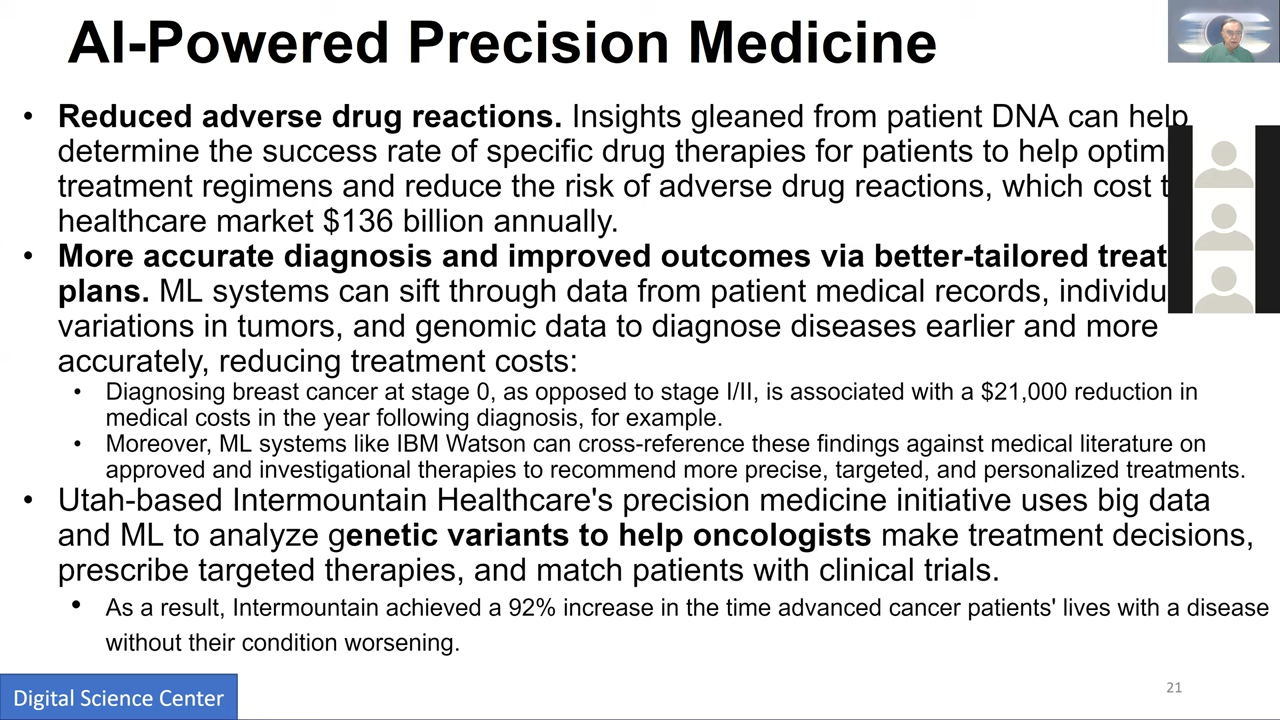 AI-Powered Precision Medicine
• Reduced adverse drug reactions. Insights gleaned from patient DNA can help
determine the success rate of specific drug therapies for patients to help optim
treatment regimens and reduce the risk of adverse drug reactions, which cost t
healthcare market $136 billion annually.
• More accurate diagnosis and improved outcomes via better-tailored treat
plans. ML systems can sift through data from patient medical records, individu
variations in tumors, and genomic data to diagnose diseases earlier and more
accurately, reducing treatment costs:
• Diagnosing breast cancer at stage 0, as opposed to stage I/II, is associated with a $21,000 reduction in
medical costs in the year following diagnosis, for example.
• Moreover, ML systems like IBM Watson can cross-reference these findings against medical literature on
approved and investigational therapies to recommend more precise, targeted, and personalized treatments.
• Utah-based Intermountain Healthcare's precision medicine initiative uses big data
and ML to analyze genetic variants to help oncologists make treatment decisions,
prescribe targeted therapies, and match patients with clinical trials.
• As a result, Intermountain achieved a 92% increase in the time advanced cancer patients' lives with a disease
without their condition worsening.
Digital Science Center
21